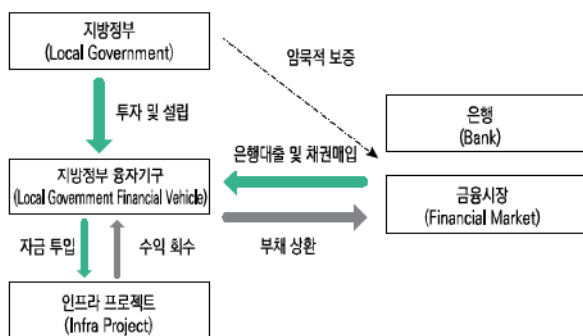 지방정부
(Local Government)
암묵적 보증
투자 및 설립
은행
(Bank)
은행대출 및 채권매입
지방정부 융자기구
(Local Government Financial Vehicle)
금융시장
(Financial Market)
자금 투입
수익 회수
부채 상환
인프라 프로젝트
(Infra Project)